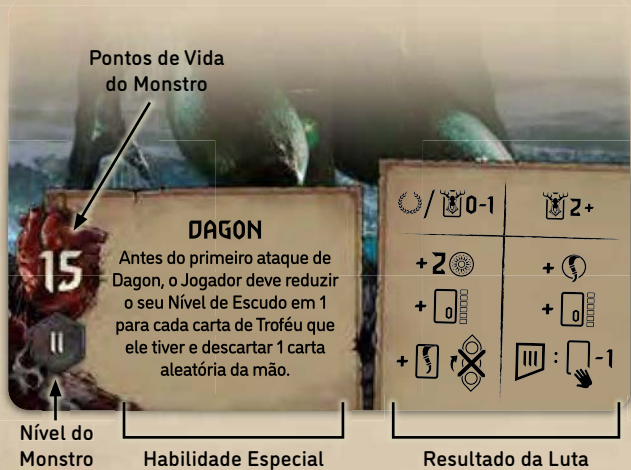 Pontos de Vida
do Monstro
0-1
2+
DAGON
Antes do primeiro ataque de
Dagon, o Jogador deve reduzir
o seu Nível de Escudo em 1
para cada carta de Troféu que
ele tiver e descartar 1 carta
aleatória da mão.
15
II
+2
+
+ 0
+ 0
+
III : -1
Nível do
Monstro
Habilidade Especial
Resultado da Luta